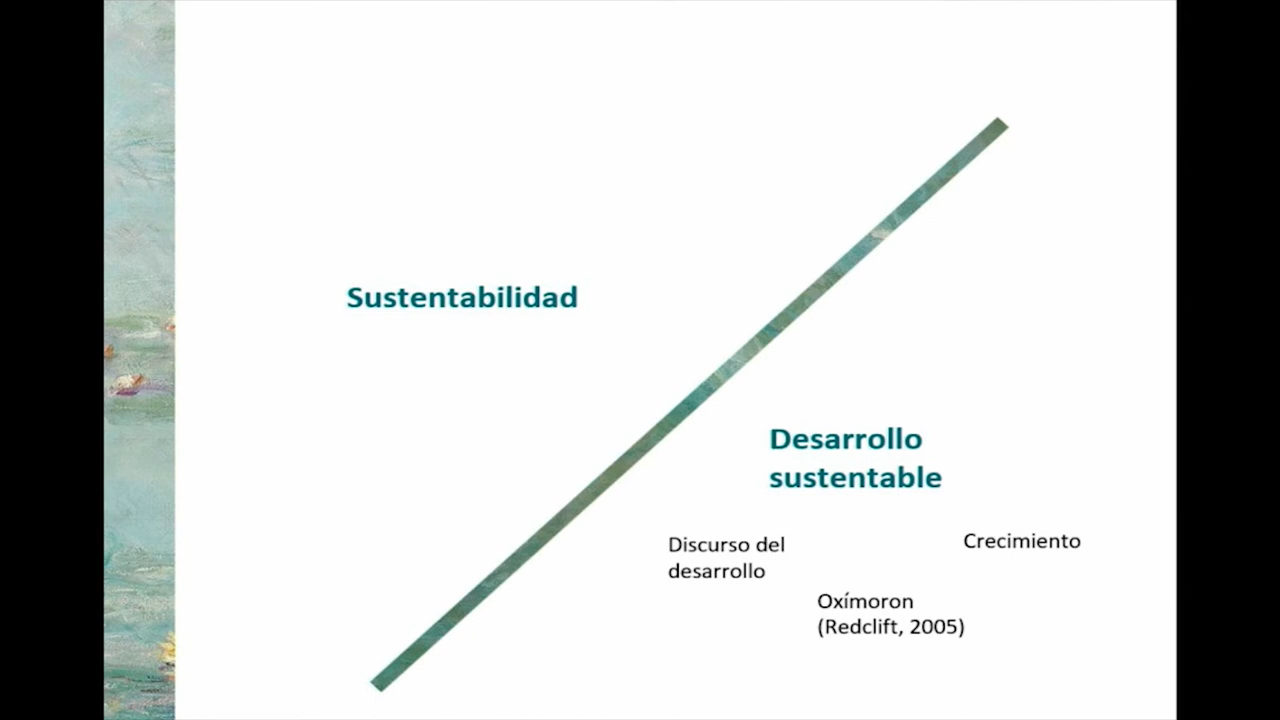 Sustentabilidad
Desarrollo
sustentable
Discurso del
desarrollo
Crecimiento
Oxímoron
(Redclift, 2005)